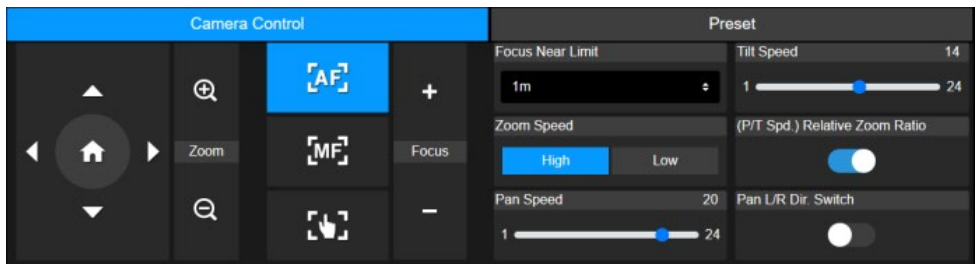 Camera Control
Preset
AF
MF
Zoom
Focus
Focus Near Limit
1m
Tilt Speed 14
1 24
Zoom Speed
High Low
(P/T Spd.) Relative Zoom Ratio
Pan Speed 20
1 24
Pan L/R Dir. Switch